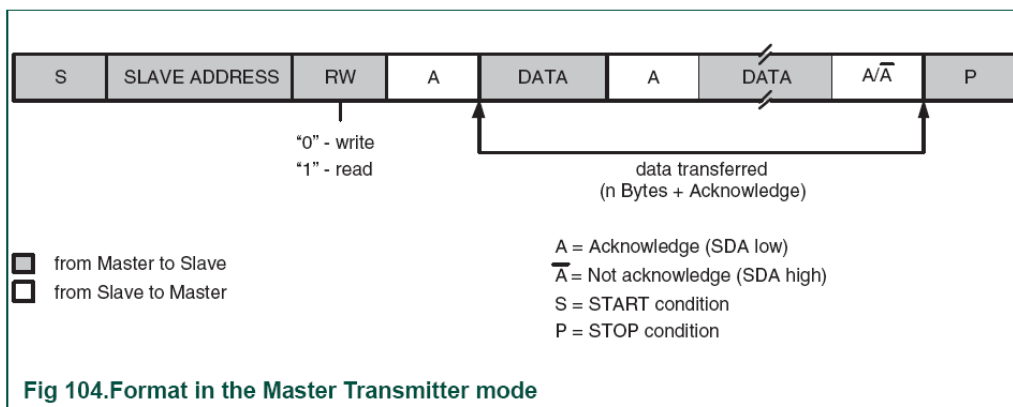 S SLAVE ADDRESS RW A DATA A DATA A/A̅ P
“0” - write
“1” - read
data transferred
(n Bytes + Acknowledge)
from Master to Slave
from Slave to Master
A = Acknowledge (SDA low)
A̅ = Not acknowledge (SDA high)
S = START condition
P = STOP condition
Fig 104.Format in the Master Transmitter mode